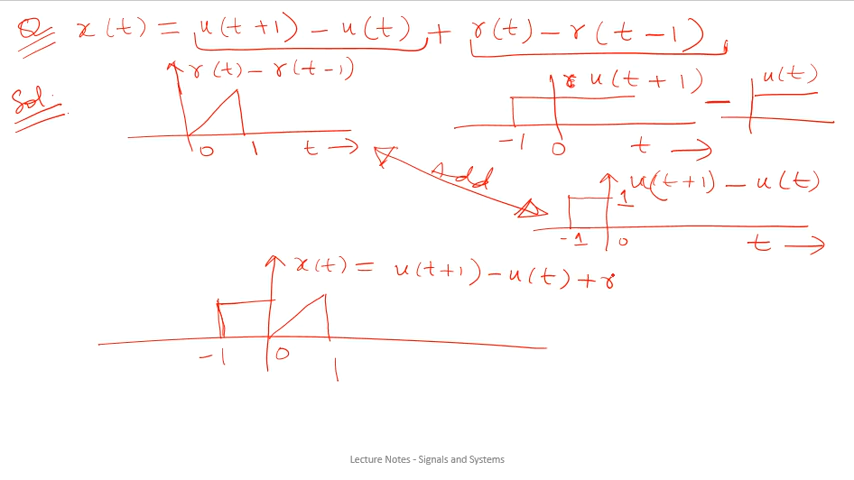 Q x(t) = u(t+1) - u(t) + r(t) - r(t-1)
Sol.
r(t) - r(t-1)
0 1 t →
u(t+1) - u(t)
-1 0 t →
Add
u(t+1) - u(t)
1
-1 0 t →
x(t) = u(t+1) - u(t) + r
-1 0 1
Lecture Notes - Signals and Systems